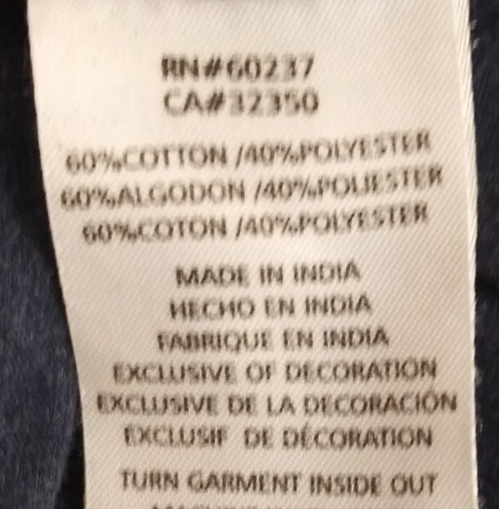 RN#60237
CA#32350
60%COTTON /40%POLYESTER
60%ALGODON /40%POLIESTER
60%COTON /40%POLYESTER
MADE IN INDIA
HECHO EN INDIA
FABRIQUE EN INDIA
EXCLUSIVE OF DECORATION
EXCLUSIVE DE LA DECORACIÓN
EXCLUSIF DE DÉCORATION
TURN GARMENT INSIDE OUT